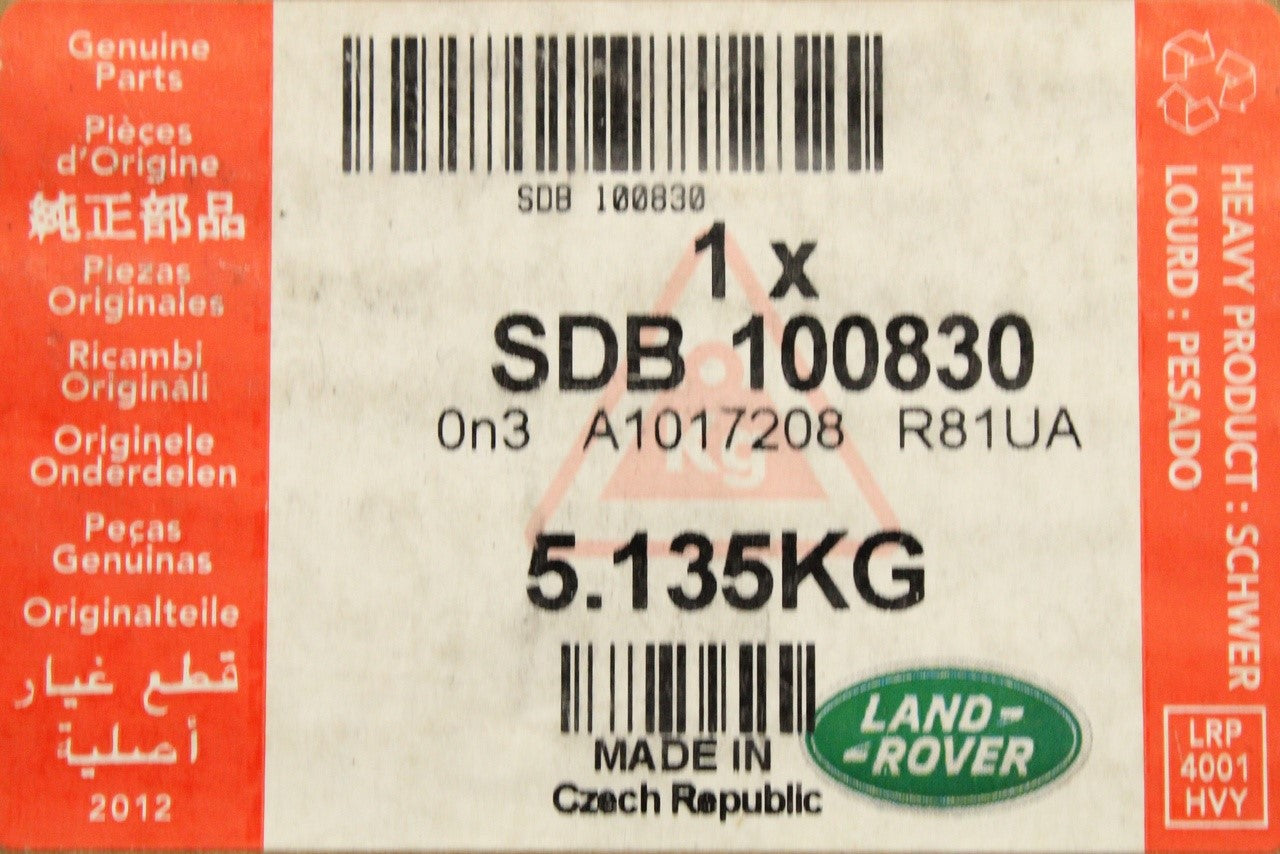 Genuine
Parts
Pièces
d'Origine
純正部品
Piezas
Originales
Ricambi
Originali
Originele
Onderdelen
Peças
Genuinas
Originalteile
قطع غيار
أصلية
2012
SDB 100830
1 x
SDB 100830
0n3 A1017208 R81UA
Kg
5.135KG
MADE IN
Czech Republic
LAND-
-ROVER
HEAVY PRODUCT : SCHWER
LOURD : PESADO
LRP
4001
HVY